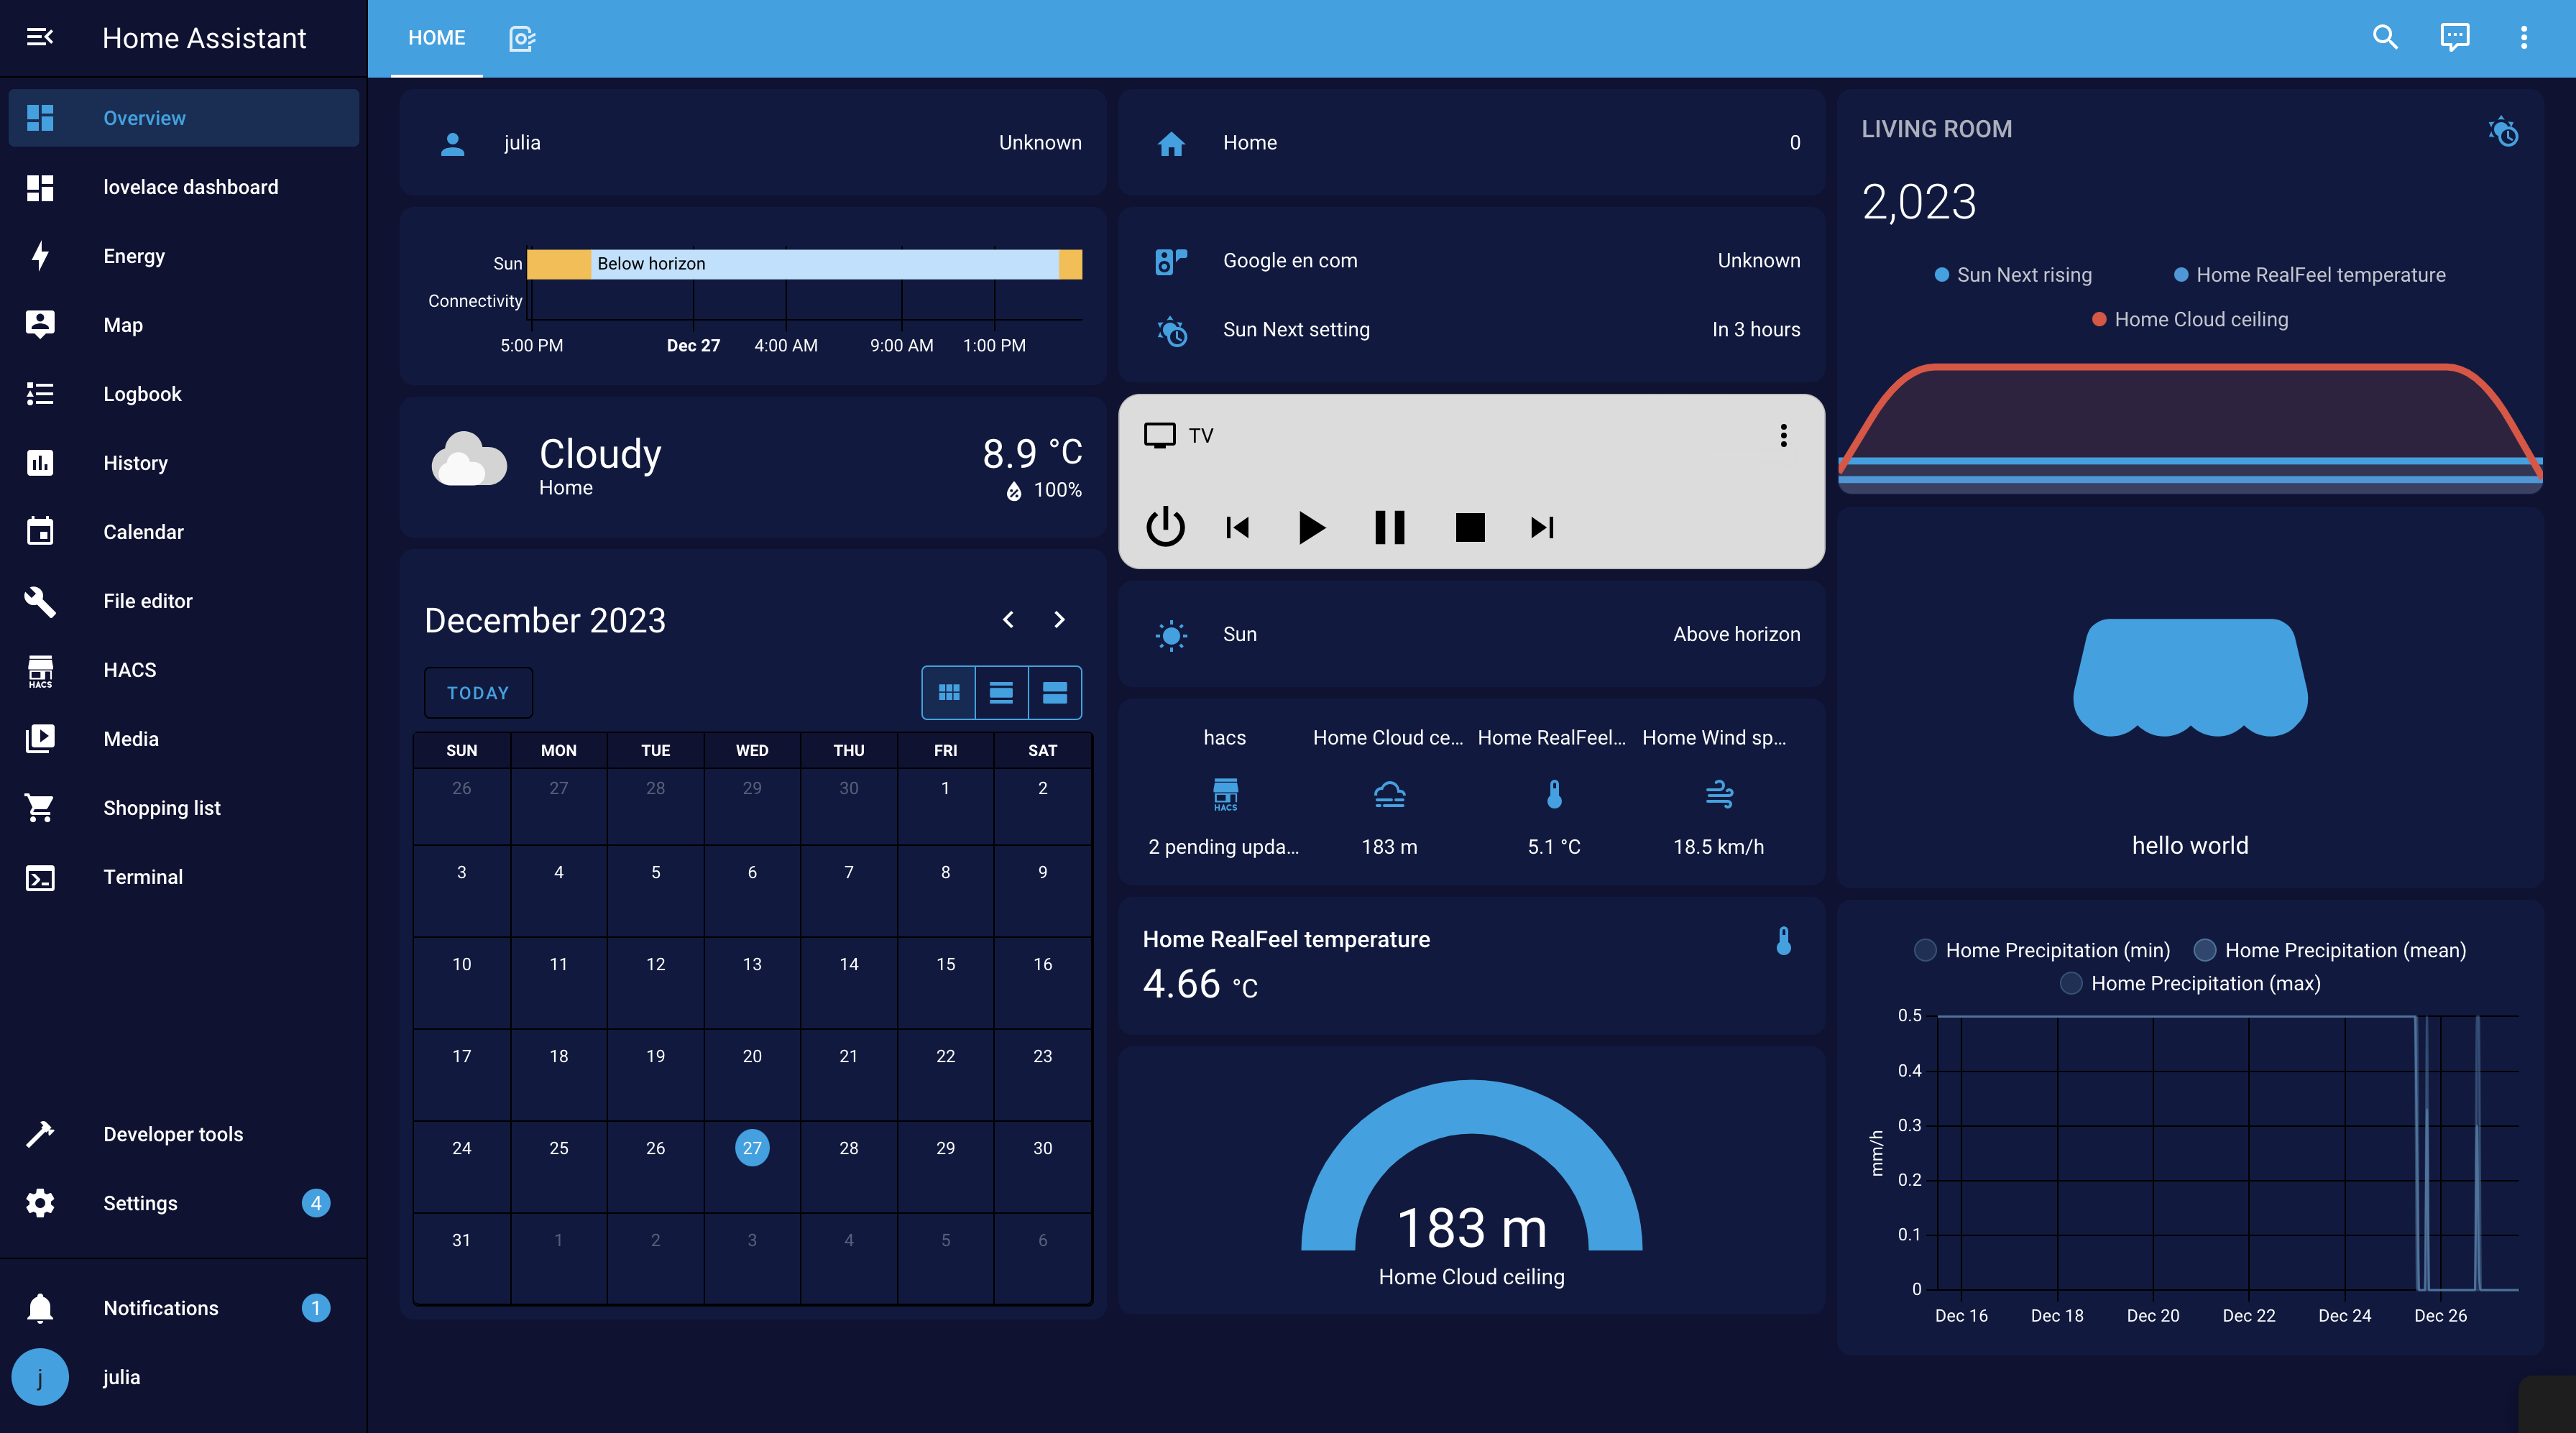 Home Assistant
HOME
Overview
lovelace dashboard
Energy
Map
Logbook
History
Calendar
File editor
HACS
HACS
Media
Shopping list
Terminal
Developer tools
Settings 4
Notifications 1
j julia
julia Unknown
Sun Below horizon
Connectivity
5:00 PM Dec 27 4:00 AM 9:00 AM 1:00 PM
Cloudy 8.9 °C
Home 100%
December 2023
TODAY
SUN MON TUE WED THU FRI SAT
26 27 28 29 30 1 2
3 4 5 6 7 8 9
10 11 12 13 14 15 16
17 18 19 20 21 22 23
24 25 26 27 28 29 30
31 1 2 3 4 5 6
Home 0
Google en com Unknown
Sun Next setting In 3 hours
TV
Sun Above horizon
hacs Home Cloud ce... Home RealFeel... Home Wind sp...
HACS
2 pending upda... 183 m 5.1 °C 18.5 km/h
Home RealFeel temperature
4.66 °C
183 m
Home Cloud ceiling
LIVING ROOM
2,023
Sun Next rising Home RealFeel temperature
Home Cloud ceiling
hello world
Home Precipitation (min) Home Precipitation (mean)
Home Precipitation (max)
mm/h
0.5
0.4
0.3
0.2
0.1
0
Dec 16 Dec 18 Dec 20 Dec 22 Dec 24 Dec 26